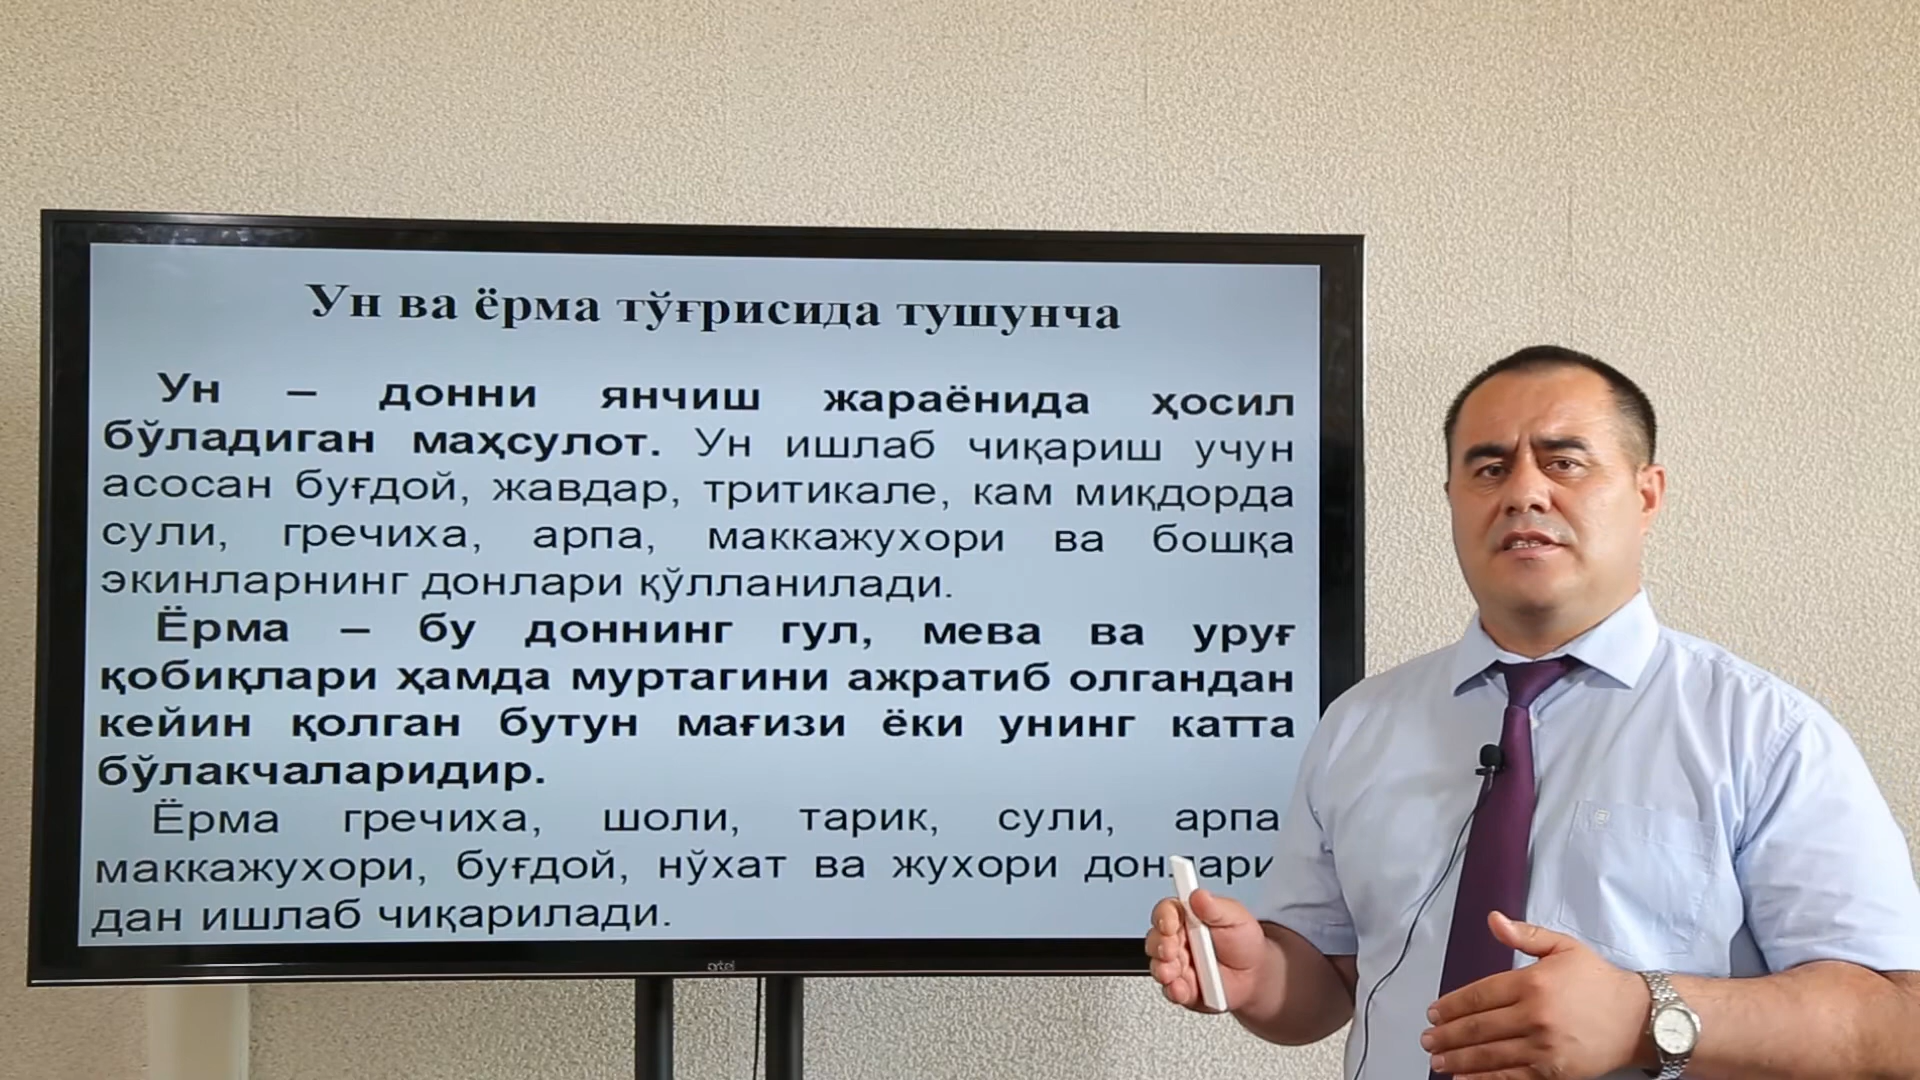 Ун ва ёрма тўғрисида тушунча
Ун – донни янчиш жараёнида ҳосил
бўладиган маҳсулот. Ун ишлаб чиқариш учун
асосан буғдой, жавдар, тритикале, кам миқдорда
сули, гречиха, арпа, маккажухори ва бошқа
экинларнинг донлари қўлланилади.
Ёрма – бу доннинг гул, мева ва уруғ
қобиқлари ҳамда муртагини ажратиб олгандан
кейин қолган бутун мағизи ёки унинг катта
бўлакчаларидир.
Ёрма гречиха, шоли, тарик, сули, арпа
маккажухори, буғдой, нўхат ва жухори
дан ишлаб чиқарилади.
artel